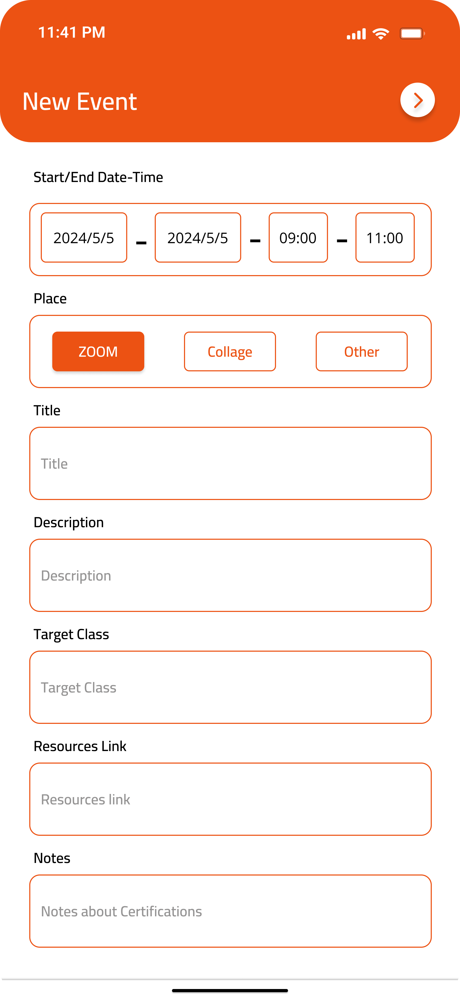 11:41 PM
New Event
Start/End Date-Time
2024/5/5 - 2024/5/5 - 09:00 - 11:00
Place
ZOOM Collage Other
Title
Title
Description
Description
Target Class
Target Class
Resources Link
Resources link
Notes
Notes about Certifications